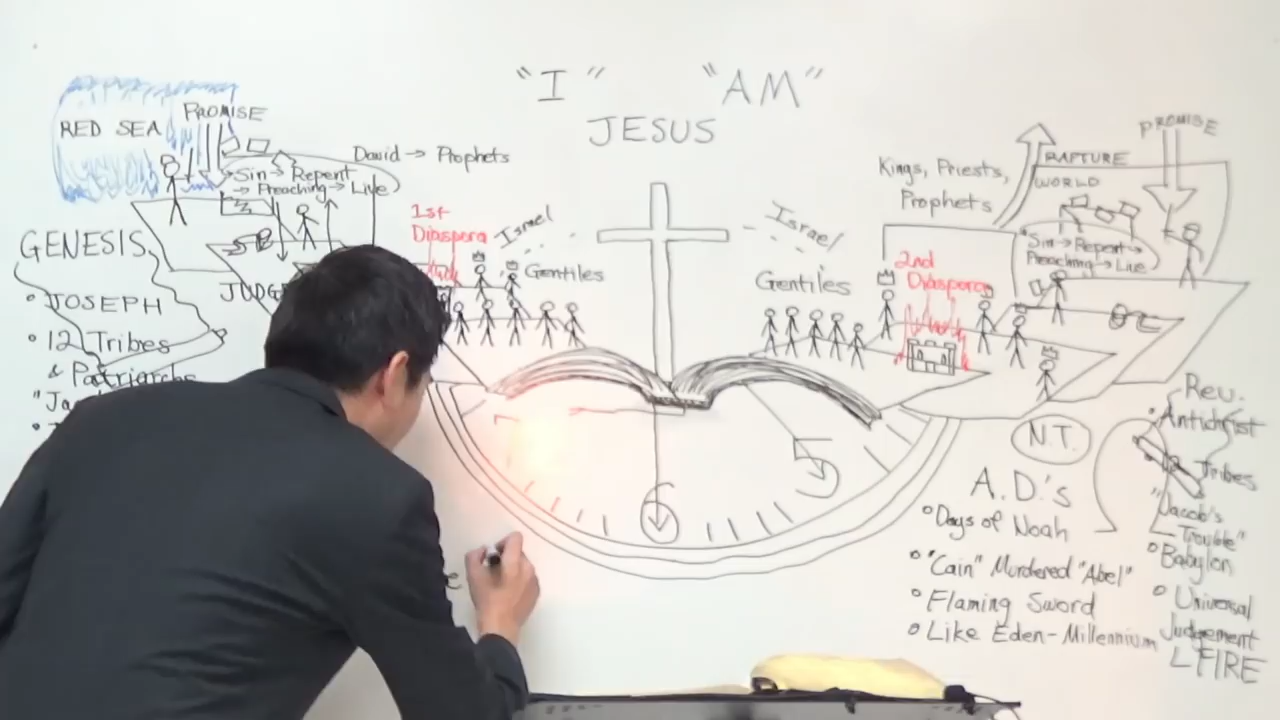 "I" "AM"
JESUS
RED SEA
PROMISE
David → Prophets
Sin → Repent
→ Preaching → Live
GENESIS
• JOSEPH
• 12 Tribes
& Patriarchs
1st
Diaspora
Israel
Gentiles
Israel
Gentiles
Kings, Priests,
Prophets
2nd
Diaspora
RAPTURE
WORLD
PROMISE
"Sin → Repent →
Preaching → Live
N.T.
A.D.'s
• Days of Noah
• "Cain" Murdered "Abel"
• Flaming Sword
• Like Eden-Millennium
Rev.
• Antichrist
Tribes
"Jacob's
Trouble"
• Babylon
• Universal
Judgement
FIRE